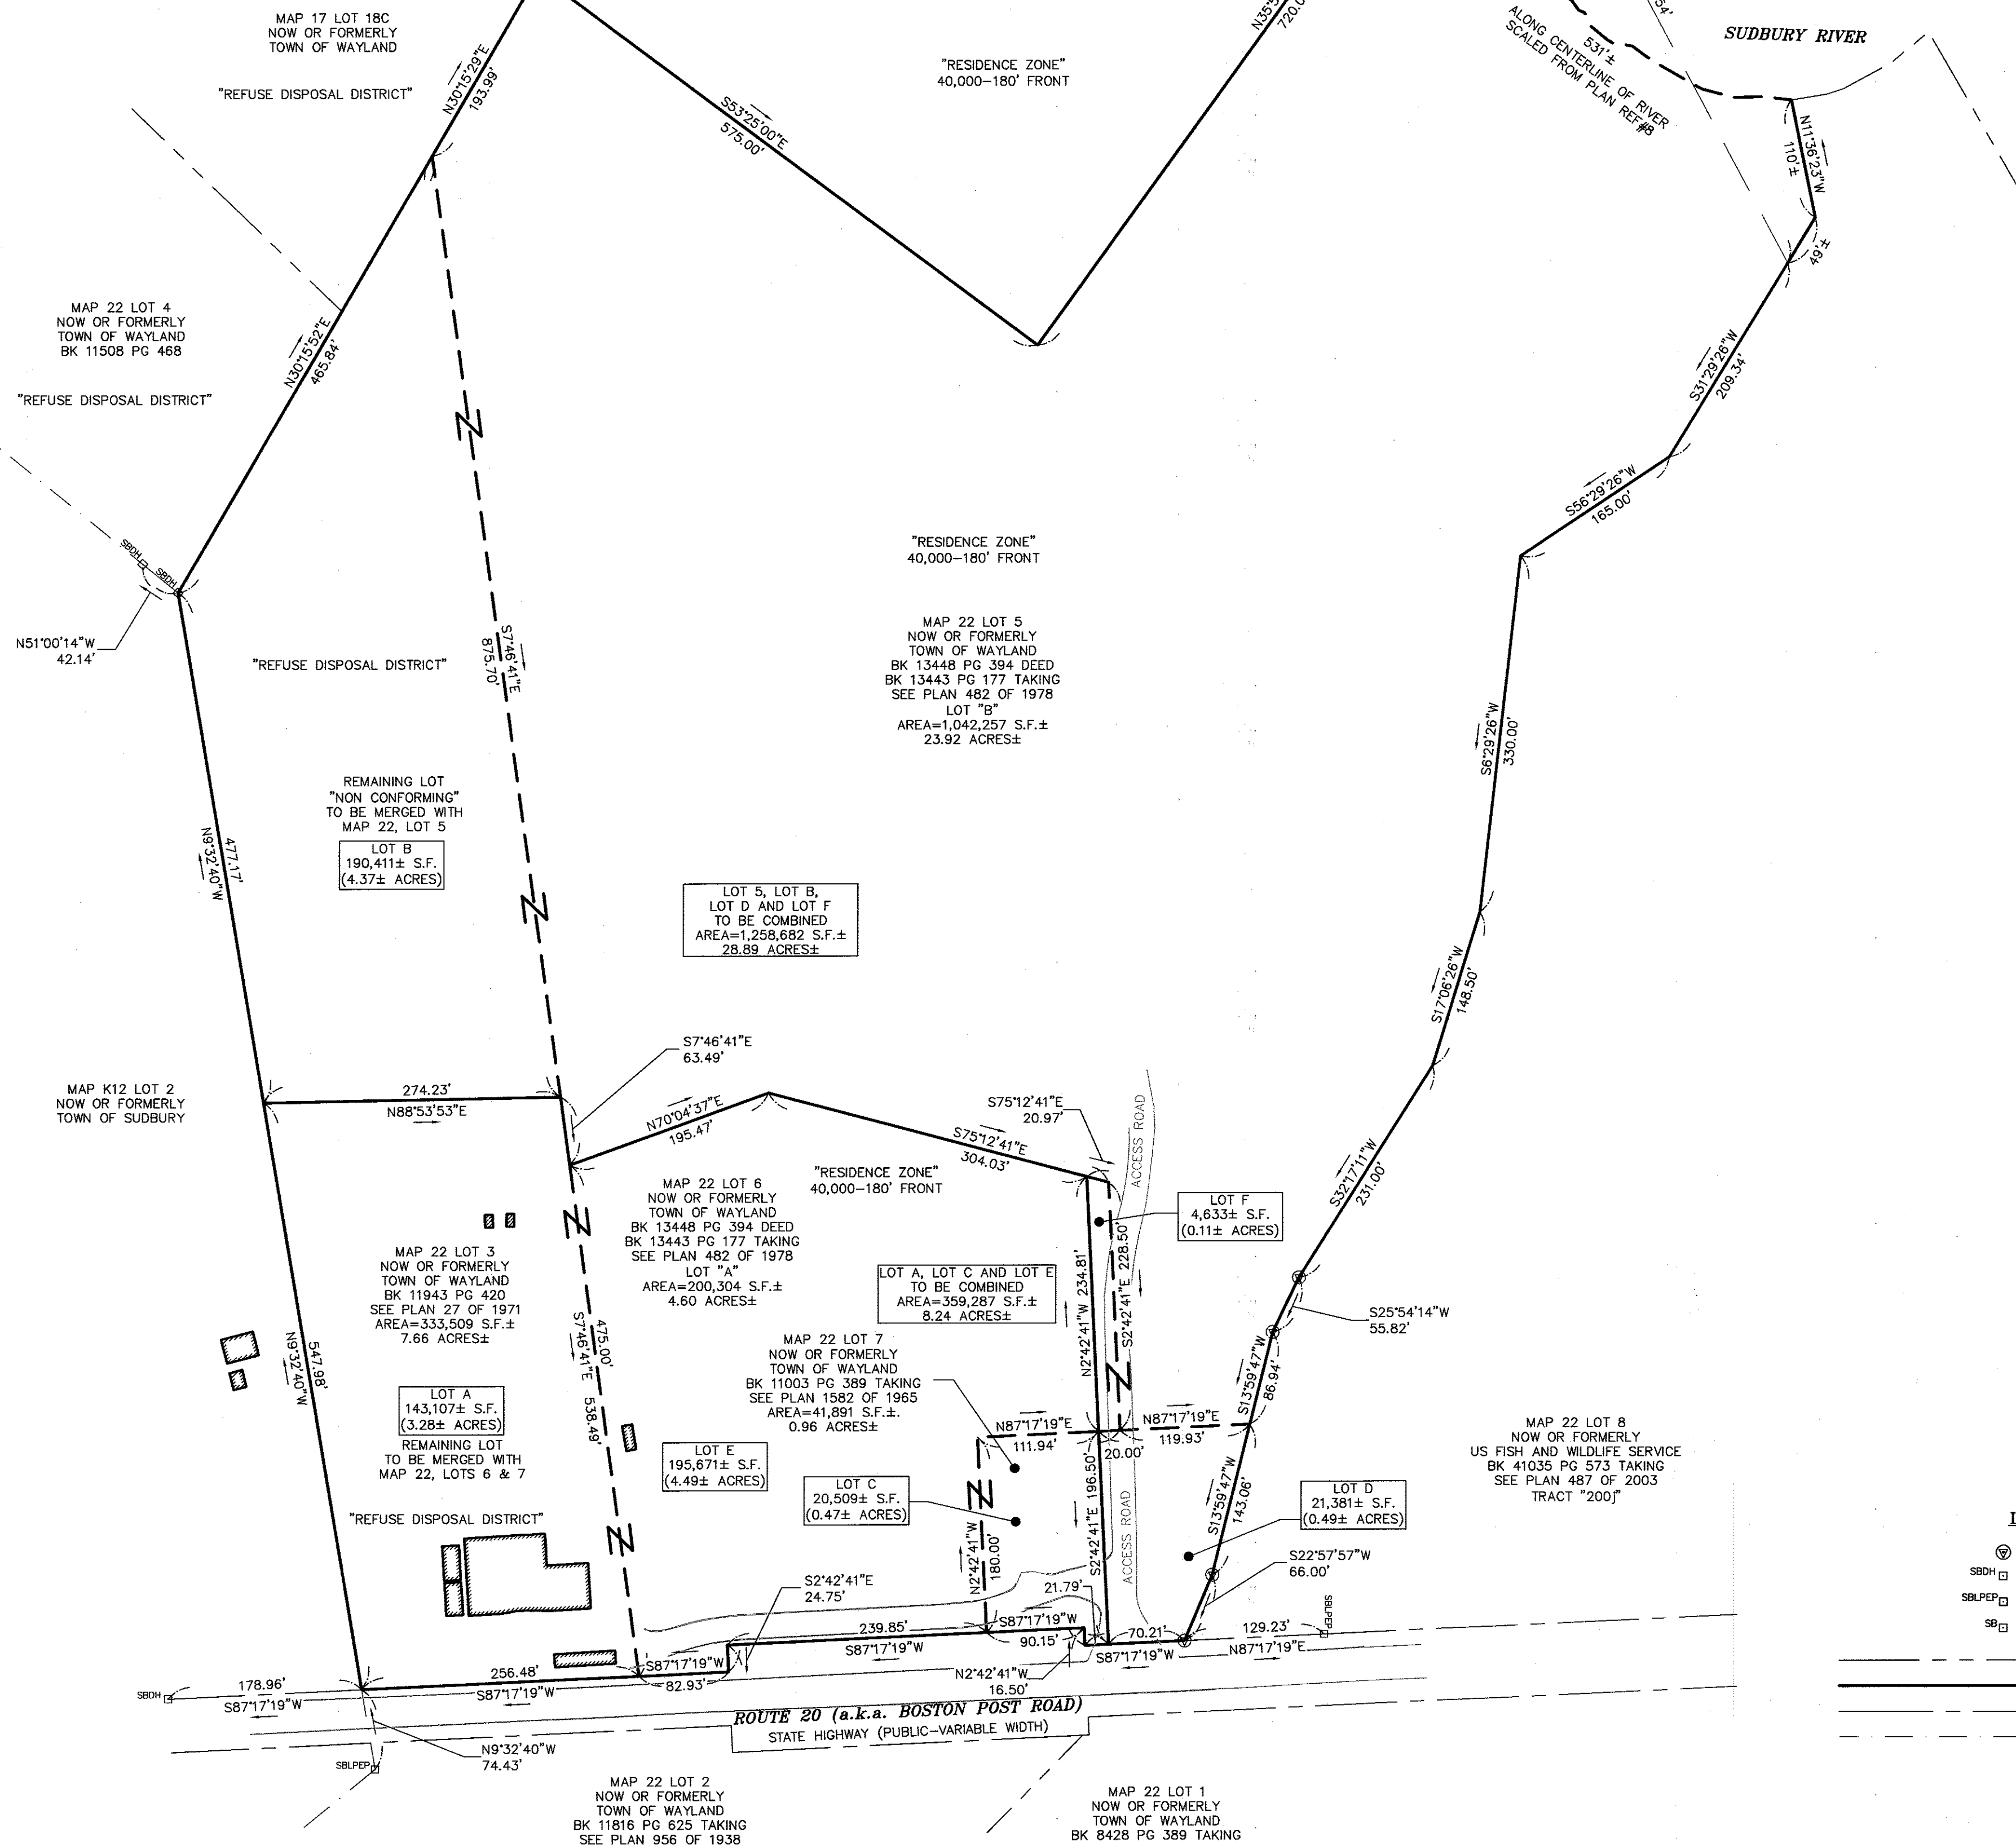 MAP 17 LOT 18C
NOW OR FORMERLY
TOWN OF WAYLAND
"REFUSE DISPOSAL DISTRICT"
N30°15'29"E
193.99'
S53°25'00"E
575.00'
"RESIDENCE ZONE"
40,000-180' FRONT
720.0
531'±
ALONG CENTERLINE OF RIVER
SCALED FROM PLAN REF#8
54'
SUDBURY RIVER
N11°36'23"W
110'±
49'±
MAP 22 LOT 4
NOW OR FORMERLY
TOWN OF WAYLAND
BK 11508 PG 468
"REFUSE DISPOSAL DISTRICT"
N30°15'52"E
465.84'
S31°29'26"W
209.34'
S56°29'26"W
165.00'
SBDH
SBDH
N51°00'14"W
42.14'
"REFUSE DISPOSAL DISTRICT"
S7°46'41"E
875.70'
"RESIDENCE ZONE"
40,000-180' FRONT
MAP 22 LOT 5
NOW OR FORMERLY
TOWN OF WAYLAND
BK 13448 PG 394 DEED
BK 13443 PG 177 TAKING
SEE PLAN 482 OF 1978
LOT "B"
AREA=1,042,257 S.F.±
23.92 ACRES±
S6°29'26"W
330.00'
REMAINING LOT
"NON CONFORMING"
TO BE MERGED WITH
MAP 22, LOT 5
LOT B
190,411± S.F.
(4.37± ACRES)
477.17'
N9°32'40"W
LOT 5, LOT B,
LOT D AND LOT F
TO BE COMBINED
AREA=1,258,682 S.F.±
28.89 ACRES±
S17°06'26"W
148.50'
S7°46'41"E
63.49'
MAP K12 LOT 2
NOW OR FORMERLY
TOWN OF SUDBURY
274.23'
N88°53'53"E
N70°04'37"E
195.47'
S75°12'41"E
304.03'
S75°12'41"E
20.97'
ACCESS ROAD
S32°17'11"W
231.00'
"RESIDENCE ZONE"
40,000-180' FRONT
MAP 22 LOT 6
NOW OR FORMERLY
TOWN OF WAYLAND
BK 13448 PG 394 DEED
BK 13443 PG 177 TAKING
SEE PLAN 482 OF 1978
LOT "A"
AREA=200,304 S.F.±
4.60 ACRES±
LOT F
4,633± S.F.
(0.11± ACRES)
N2°42'41"W 234.81'
S2°42'41"E 228.50'
MAP 22 LOT 3
NOW OR FORMERLY
TOWN OF WAYLAND
BK 11943 PG 420
SEE PLAN 27 OF 1971
AREA=333,509 S.F.±
7.66 ACRES±
LOT A, LOT C AND LOT E
TO BE COMBINED
AREA=359,287 S.F.±
8.24 ACRES±
S25°54'14"W
55.82'
475.00'
S7°46'41"E 538.49'
547.98'
N9°32'40"W
MAP 22 LOT 7
NOW OR FORMERLY
TOWN OF WAYLAND
BK 11003 PG 389 TAKING
SEE PLAN 1582 OF 1965
AREA=41,891 S.F.±.
0.96 ACRES±
S13°59'47"W
86.94'
LOT A
143,107± S.F.
(3.28± ACRES)
REMAINING LOT
TO BE MERGED WITH
MAP 22, LOTS 6 & 7
N87°17'19"E
111.94'
20.00'
N87°17'19"E
119.93'
MAP 22 LOT 8
NOW OR FORMERLY
US FISH AND WILDLIFE SERVICE
BK 41035 PG 573 TAKING
SEE PLAN 487 OF 2003
TRACT "200j"
LOT E
195,671± S.F.
(4.49± ACRES)
LOT C
20,509± S.F.
(0.47± ACRES)
LOT D
21,381± S.F.
(0.49± ACRES)
"REFUSE DISPOSAL DISTRICT"
S2°42'41"E 196.50'
ACCESS ROAD
S13°59'47"W
143.06'
N2°42'41"W
180.00'
S22°57'57"W
66.00'
S2°42'41"E
24.75'
21.79'
SBDH
SBLPEP
SB
SBLPEP
239.85'
S87°17'19"W
S87°17'19"W
90.15'
70.21'
S87°17'19"W
129.23'
N87°17'19"E
256.48'
S87°17'19"W
S87°17'19"W
82.93'
N2°42'41"W
16.50'
SBDH
178.96'
S87°17'19"W
ROUTE 20 (a.k.a. BOSTON POST ROAD)
STATE HIGHWAY (PUBLIC-VARIABLE WIDTH)
N9°32'40"W
74.43'
SBLPEP
MAP 22 LOT 2
NOW OR FORMERLY
TOWN OF WAYLAND
BK 11816 PG 625 TAKING
SEE PLAN 956 OF 1938
MAP 22 LOT 1
NOW OR FORMERLY
TOWN OF WAYLAND
BK 8428 PG 389 TAKING